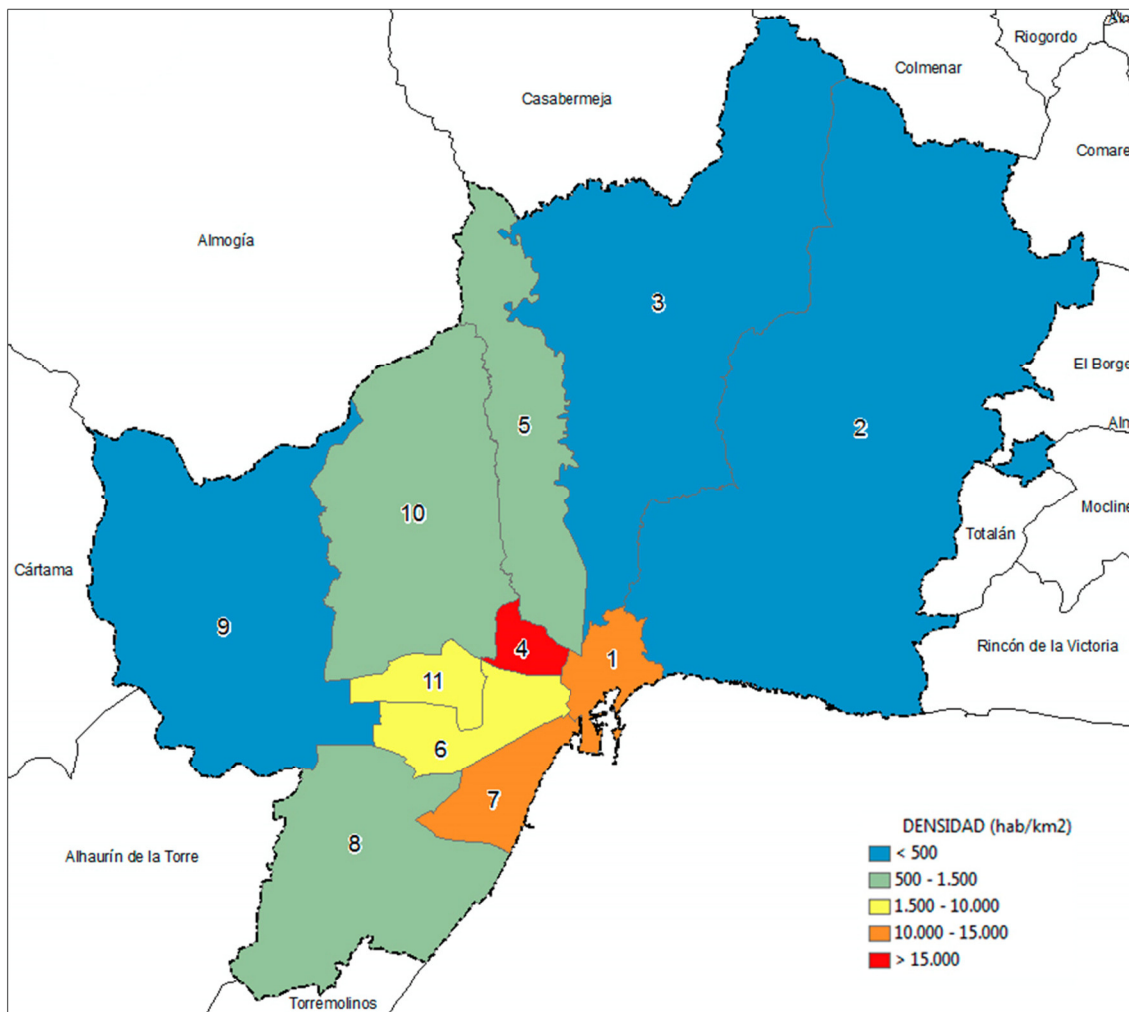 Riogordo
Colmenar
Casabermeja
Comare
Almogía
3
El Borge
5
2
Aln
10
Mocline
Totalán
Cártama
9
4
1
Rincón de la Victoria
11
6
7
DENSIDAD (hab/km2)
8
Alhaurín de la Torre
< 500
500 - 1.500
1.500 - 10.000
10.000 - 15.000
> 15.000
Torremolinos